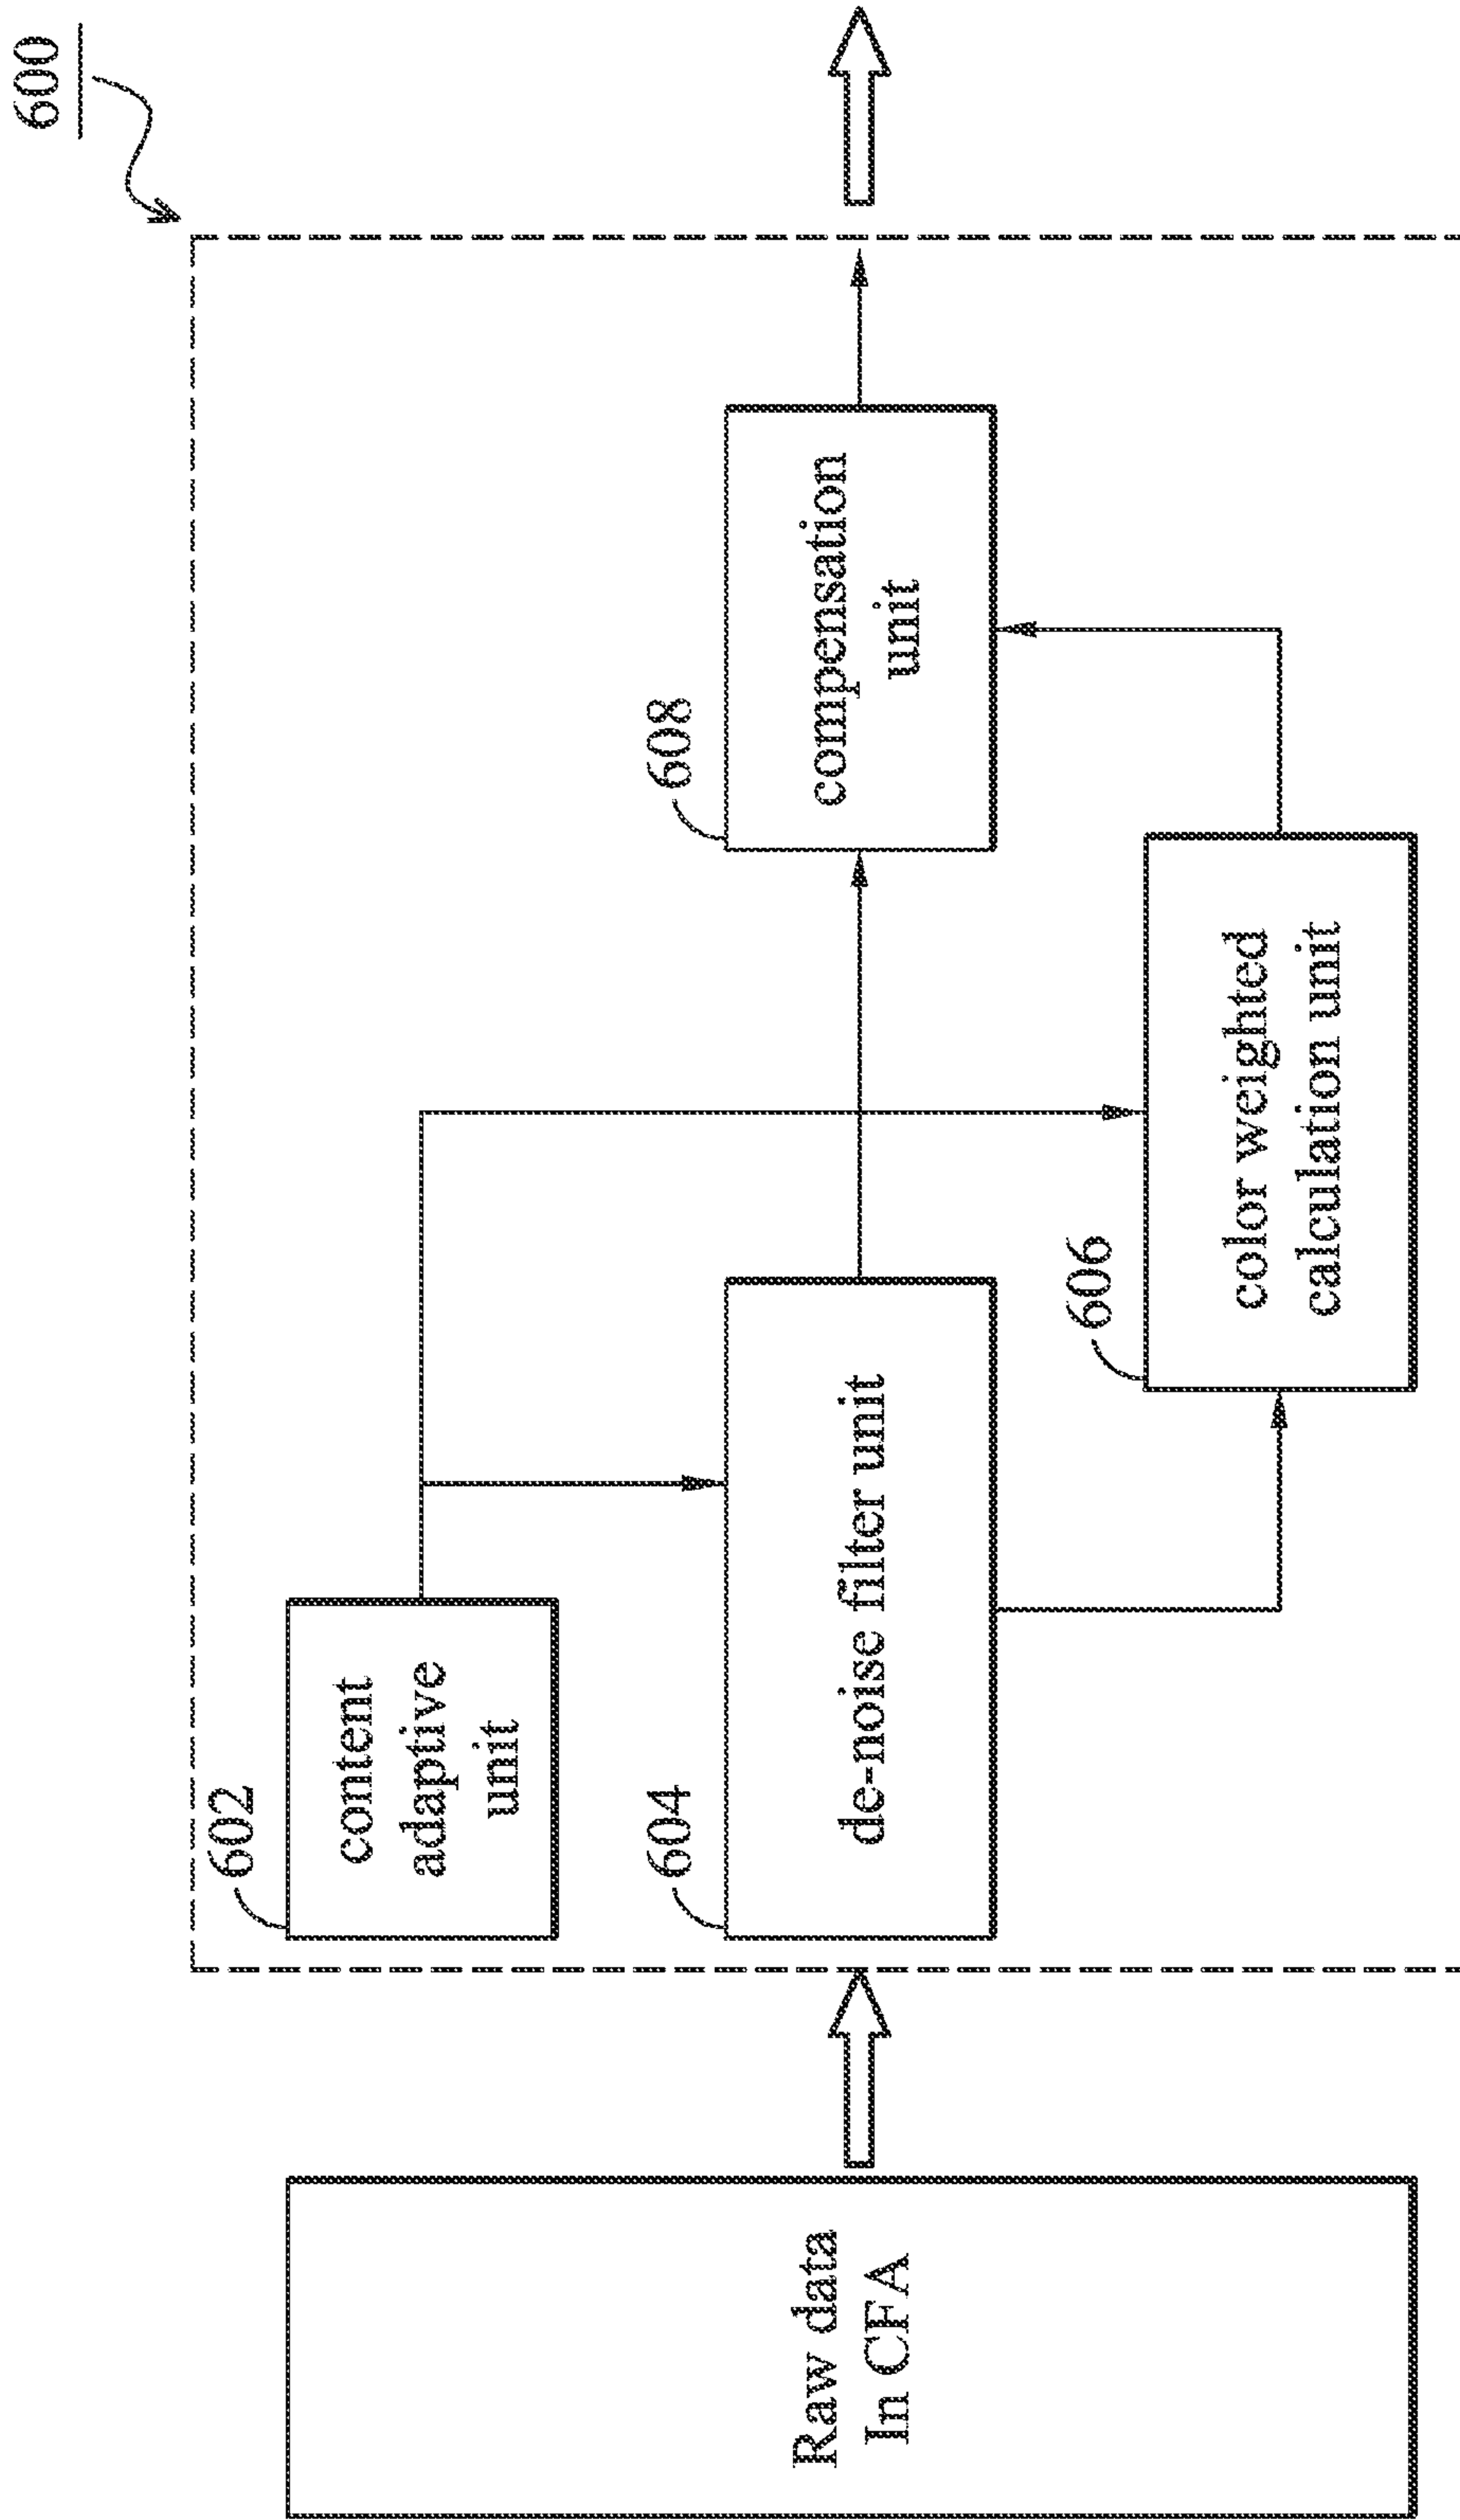 600
602
content
adaptive
unit
604
de-noise filter unit
608
compensation
unit
606
color weighted
calculation unit
Raw data
In CFA